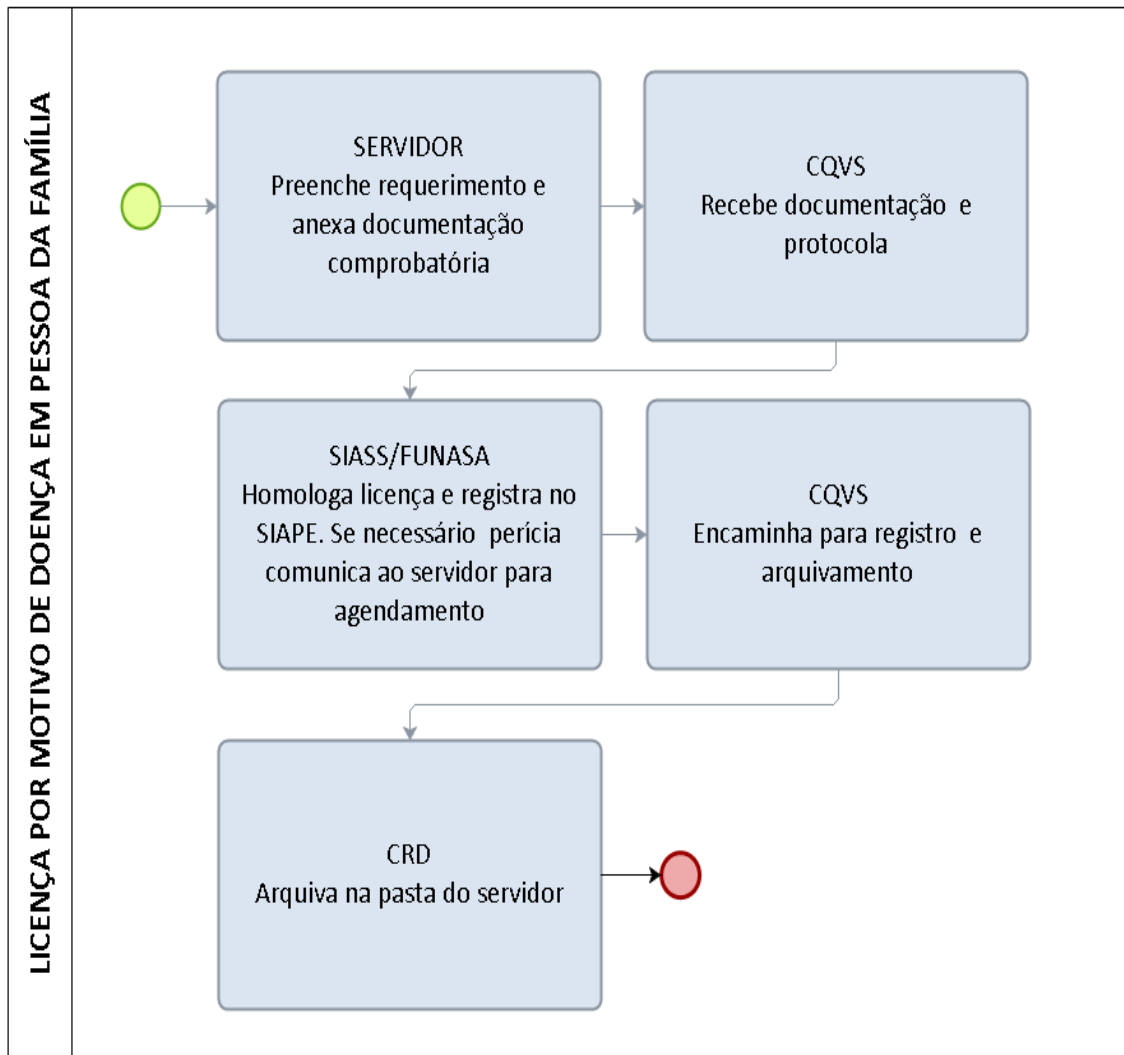 LICENÇA POR MOTIVO DE DOENÇA EM PESSOA DA FAMÍLIA
SERVIDOR
Preenche requerimento e
anexa documentação
comprobatória
CQVS
Recebe documentação e
protocola
SIASS/FUNASA
Homologa licença e registra no
SIAPE. Se necessário perícia
comunica ao servidor para
agendamento
CQVS
Encaminha para registro e
arquivamento
CRD
Arquiva na pasta do servidor